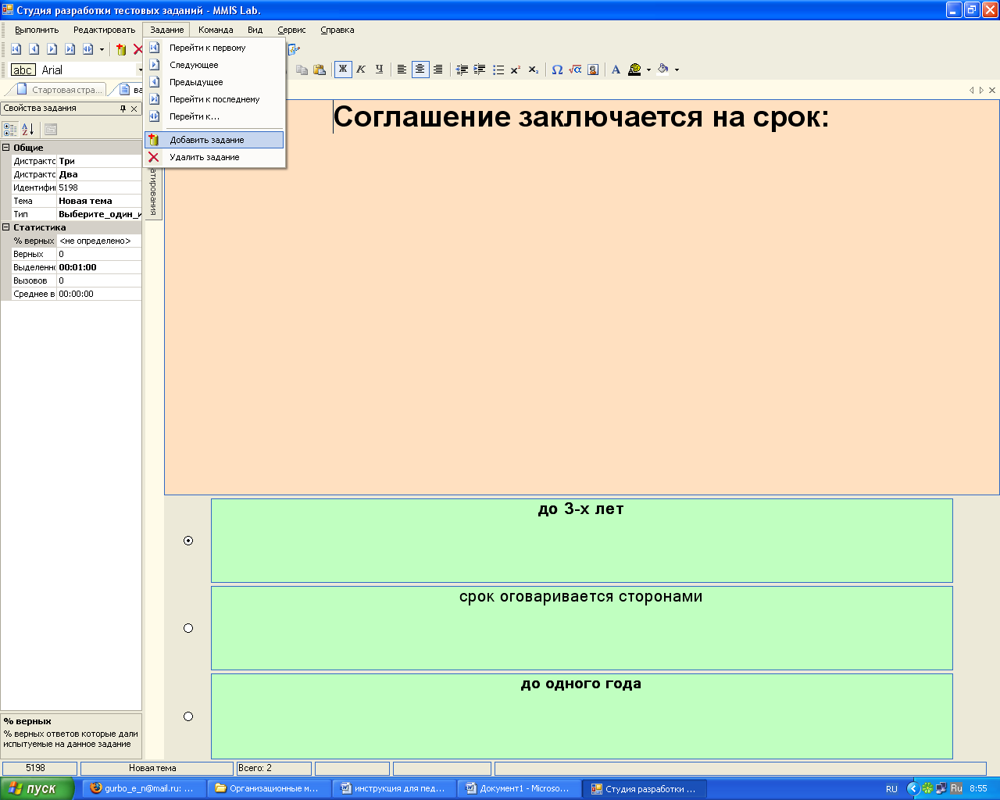 Студия разработки тестовых заданий - MMIS Lab.
Выполнить Редактировать Задание Команда Вид Сервис Справка
Перейти к первому
Следующее
Предыдущее
Перейти к последнему
Перейти к...
Добавить задание
Удалить задание
abc Arial
Ж К Ч
Стартовая стра...
Свойства задания
Общие
Дистракто Три
Дистракто Два
Идентифи 5198
Тема Новая тема
Тип Выберите_один_и
Статистика
% верных <не определено>
Верных 0
Выделенно 00:01:00
Вызовов 0
Среднее в 00:00:00
атирования
Соглашение заключается на срок:
до 3-х лет
срок оговаривается сторонами
до одного года
% верных
% верных ответов которые дали
испытуемые на данное задание
5198 Новая тема Всего: 2
пуск gurbo_e_n@mail.ru: ... Организационные м... инструкция для пед... Документ1 - Microso... Студия разработки ... RU Ru 8:55